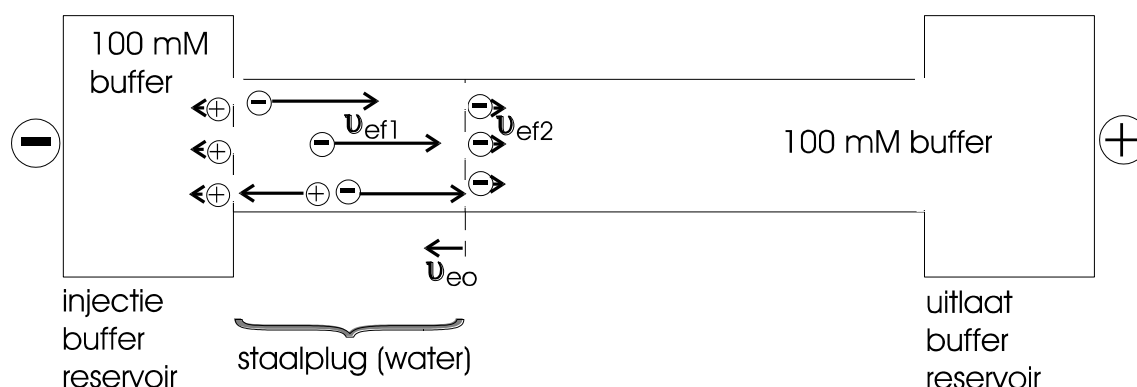 100 mM
buffer
υef1
υef2
100 mM buffer
υeo
injectie
buffer
reservoir
staalplug (water)
uitlaat
buffer
reservoir